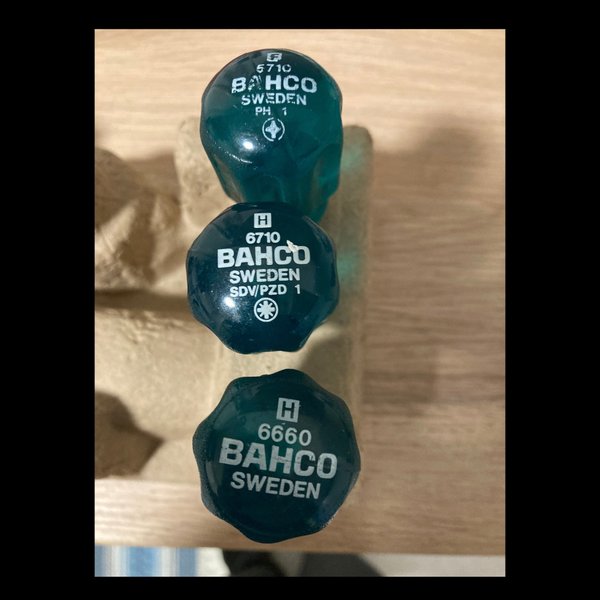 F
5710
BAHCO
SWEDEN
PH 1
H
6710
BAHCO
SWEDEN
SDV/PZD 1
H
6660
BAHCO
SWEDEN